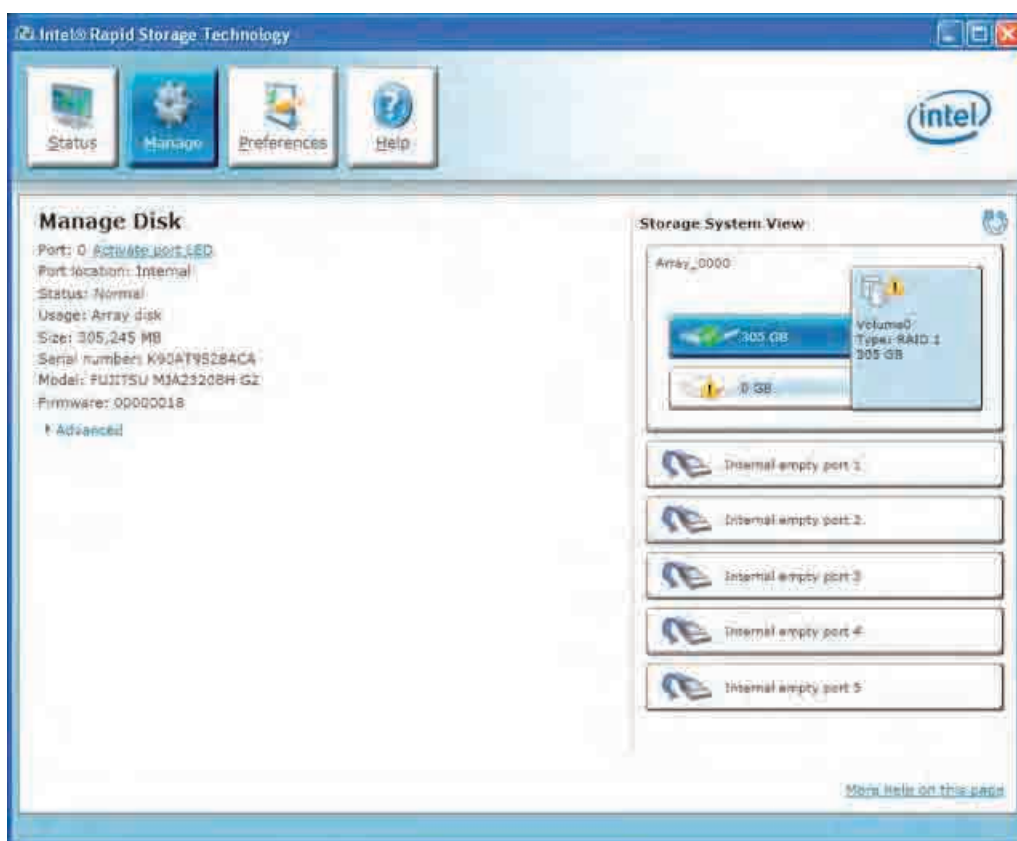 Intel® Rapid Storage Technology
Status
Manage
Preferences
Help
intel
Manage Disk
Port: 0 Activate port LED
Port location: Internal
Status: Normal
Usage: Array disk
Size: 305,245 MB
Serial number: K90AT952BACA
Model: FUJITSU MJA2320BH G2
Firmware: 00000018
Advanced
Storage System View
Array_0000
305 GB
0 GB
Volume0
Type: RAID 1
305 GB
Internal empty port 1
Internal empty port 2
Internal empty port 3
Internal empty port 4
Internal empty port 5
More help on this page